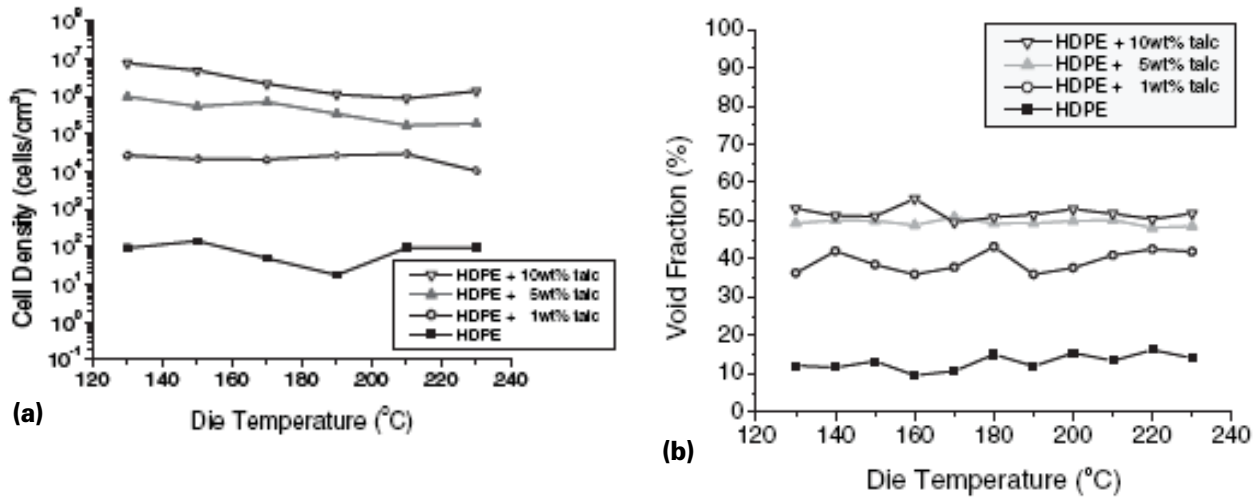 Cell Density (cells/cm³)
10⁹
10⁷
10⁶
10⁵
10⁴
10³
10²
10¹
10⁰
10⁻¹
HDPE + 10wt% talc
HDPE + 5wt% talc
HDPE + 1wt% talc
HDPE
120 140 160 180 200 220 240
Die Temperature (°C)
(a)
Void Fraction (%)
100
90
80
70
60
50
40
30
20
10
0
HDPE + 10wt% talc
HDPE + 5wt% talc
HDPE + 1wt% talc
HDPE
120 140 160 180 200 220 240
Die Temperature (°C)
(b)